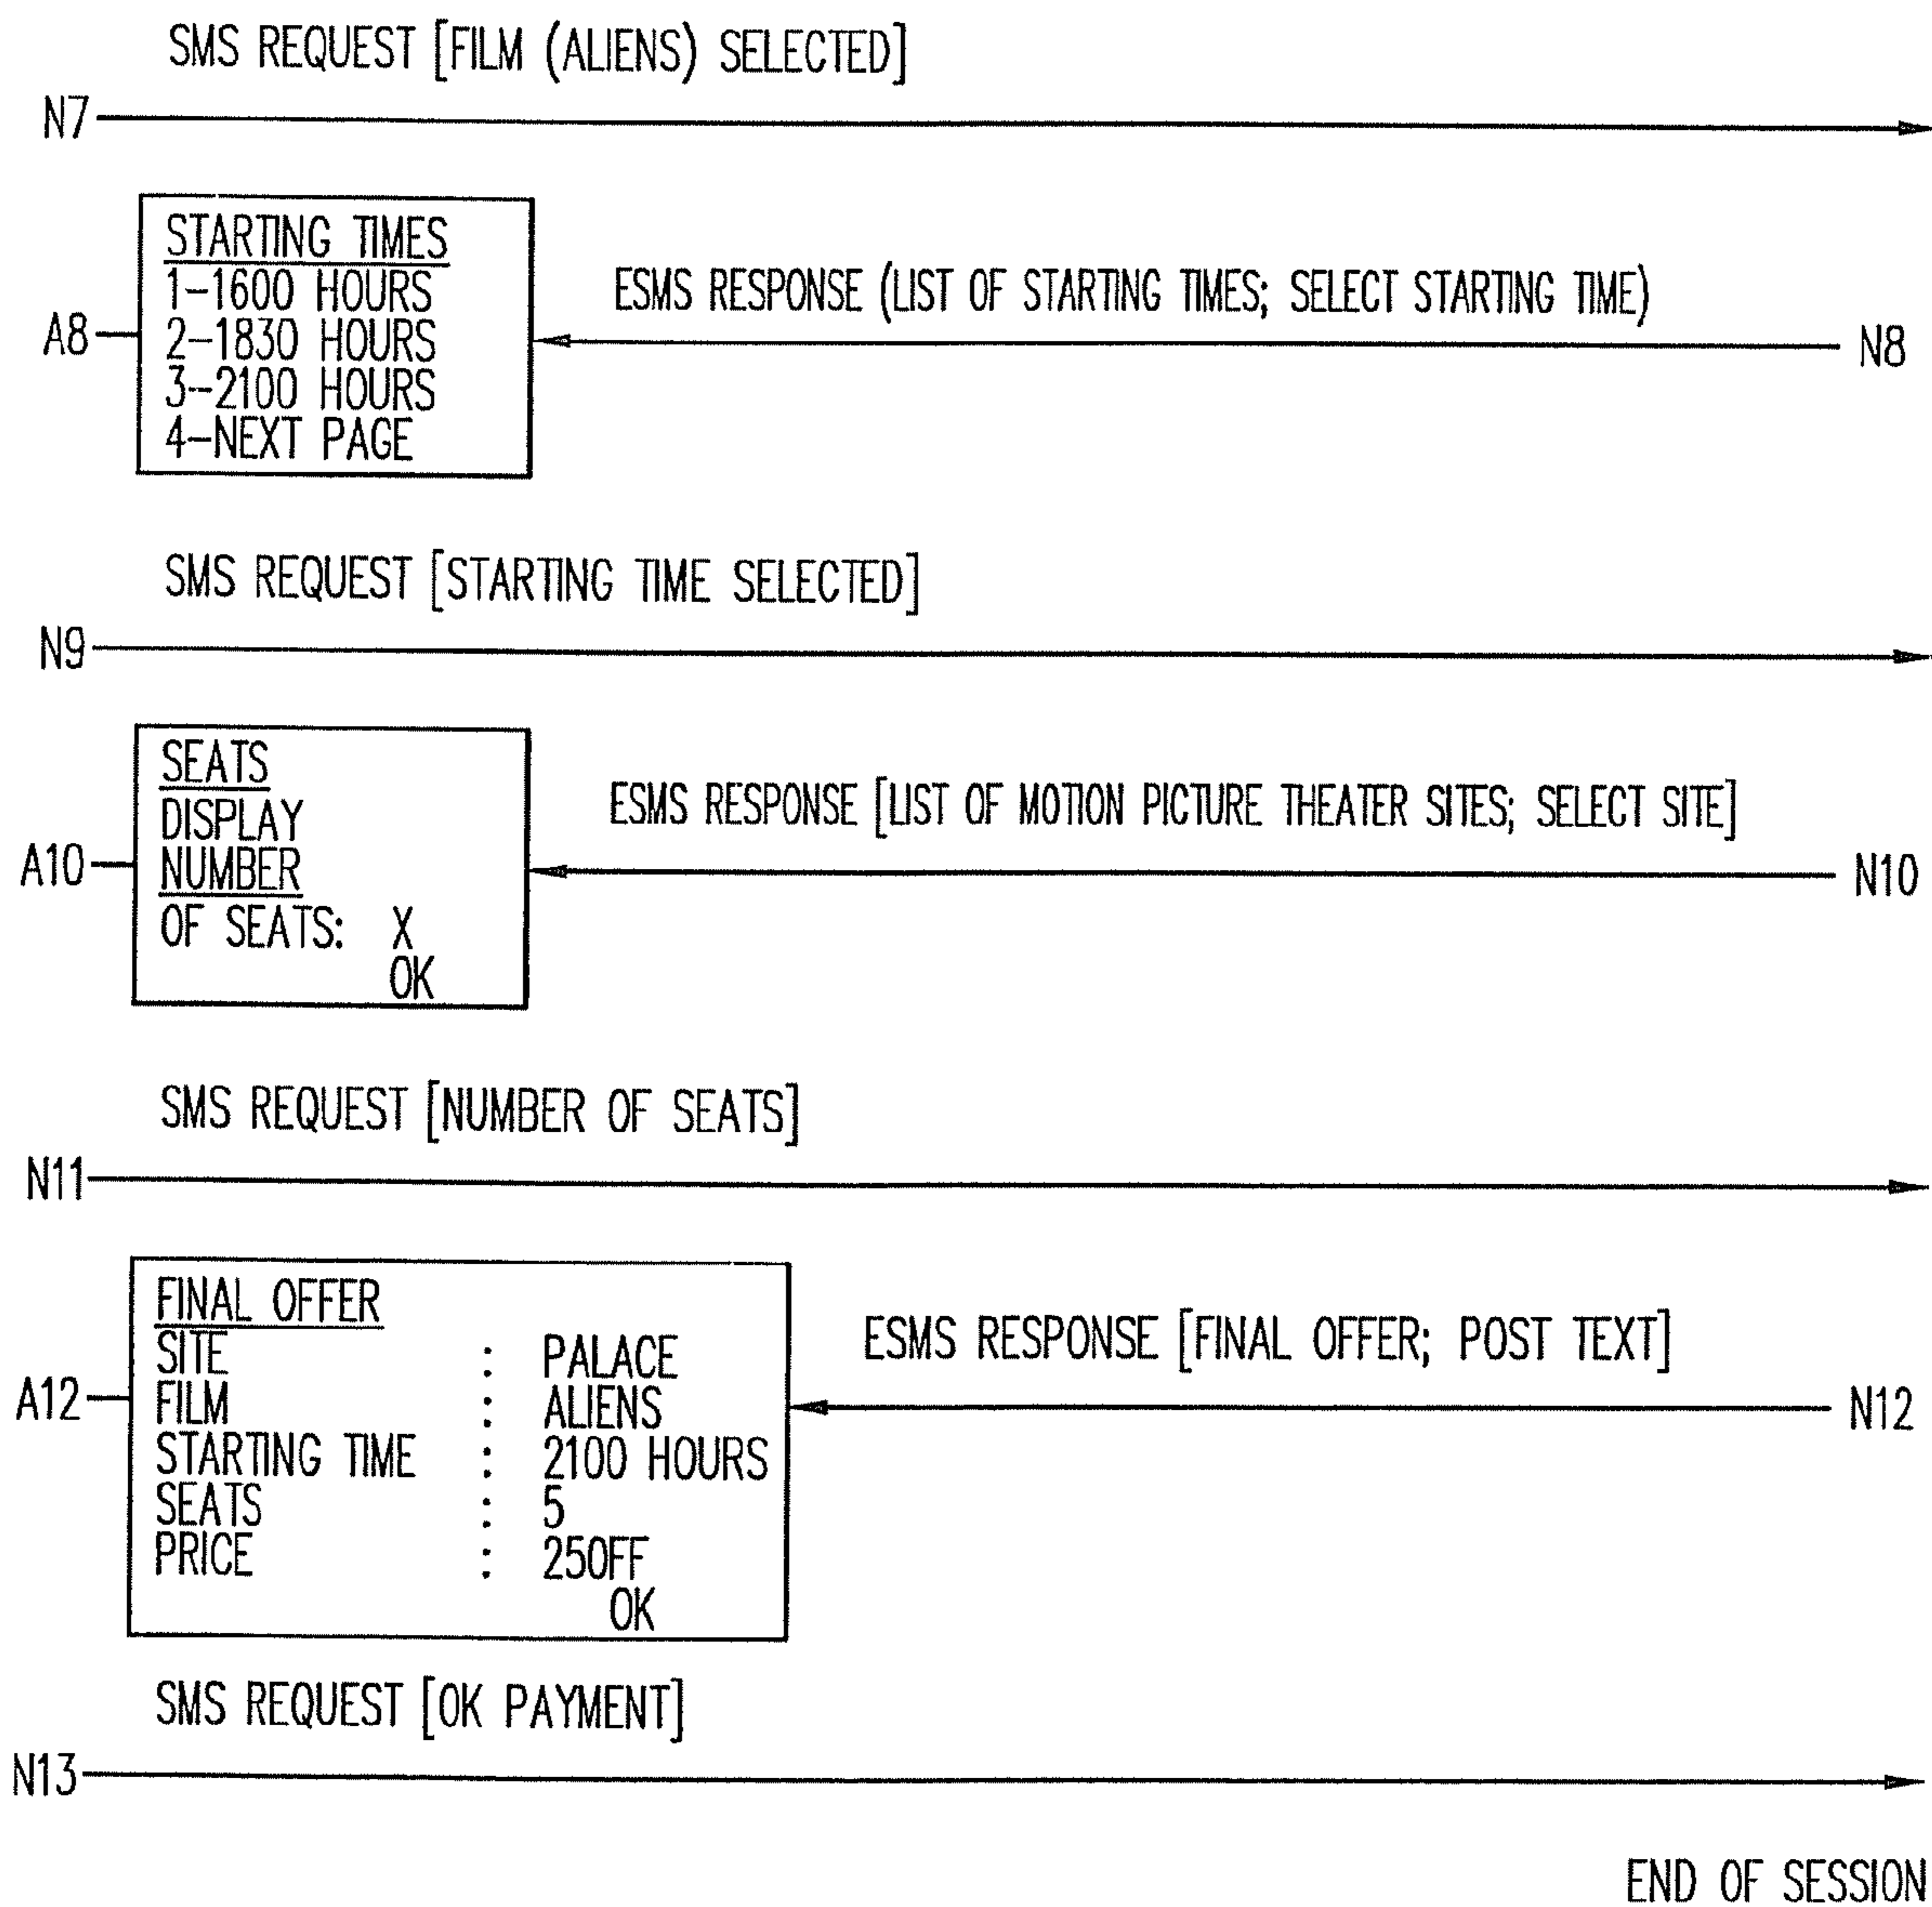 SMS REQUEST [FILM (ALIENS) SELECTED]
N7
STARTING TIMES
1-1600 HOURS
2-1830 HOURS
3-2100 HOURS
4-NEXT PAGE
A8
ESMS RESPONSE (LIST OF STARTING TIMES; SELECT STARTING TIME)
N8
SMS REQUEST [STARTING TIME SELECTED]
N9
SEATS
DISPLAY
NUMBER
OF SEATS: X
OK
A10
ESMS RESPONSE [LIST OF MOTION PICTURE THEATER SITES; SELECT SITE]
N10
SMS REQUEST [NUMBER OF SEATS]
N11
FINAL OFFER
SITE : PALACE
FILM : ALIENS
STARTING TIME : 2100 HOURS
SEATS : 5
PRICE : 250FF
OK
A12
ESMS RESPONSE [FINAL OFFER; POST TEXT]
N12
SMS REQUEST [OK PAYMENT]
N13
END OF SESSION